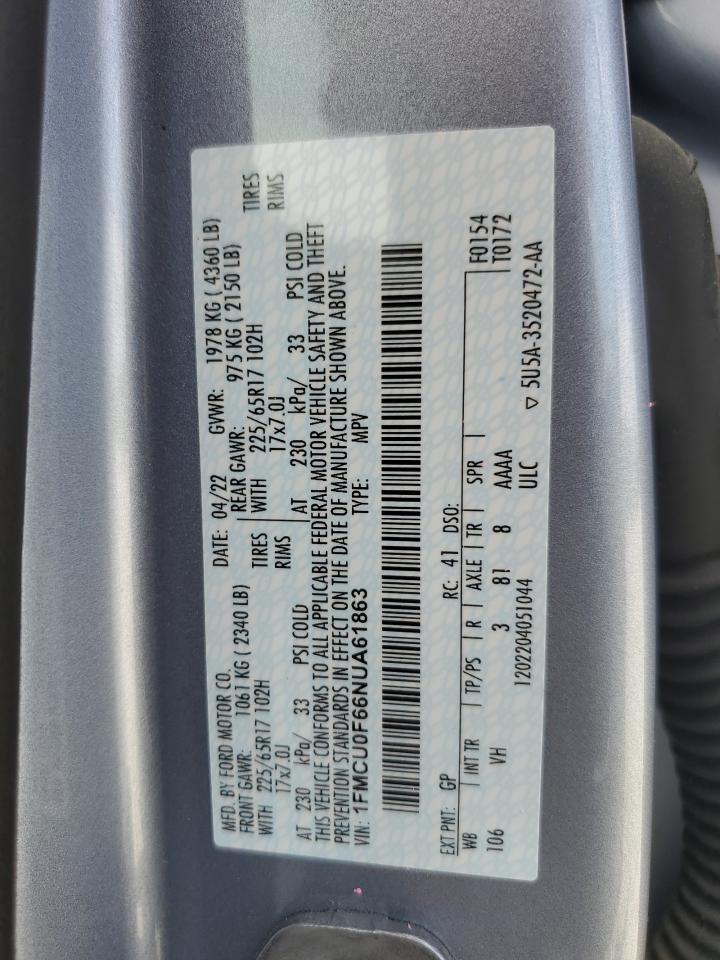 MFD. BY FORD MOTOR CO. DATE: 04/22 GVWR: 1978 KG ( 4360 LB)
FRONT GAWR: 1061 KG ( 2340 LB) REAR GAWR: 975 KG ( 2150 LB)
WITH 225/65R17 102H TIRES WITH 225/65R17 102H TIRES
17x7.0J RIMS 17x7.0J RIMS
AT 230 kPa/ 33 PSI COLD AT 230 kPa/ 33 PSI COLD
THIS VEHICLE CONFORMS TO ALL APPLICABLE FEDERAL MOTOR VEHICLE SAFETY AND THEFT
PREVENTION STANDARDS IN EFFECT ON THE DATE OF MANUFACTURE SHOWN ABOVE.
VIN: 1FMCU0F66NUA61863 TYPE: MPV
EXT PNT: GP RC: 41 DSO: F0154
WB INT TR TP/PS R AXLE TR SPR T0172
106 VH 3 81 8 AAAA
1202204051044 ULC ▽ 5U5A-3520472-AA